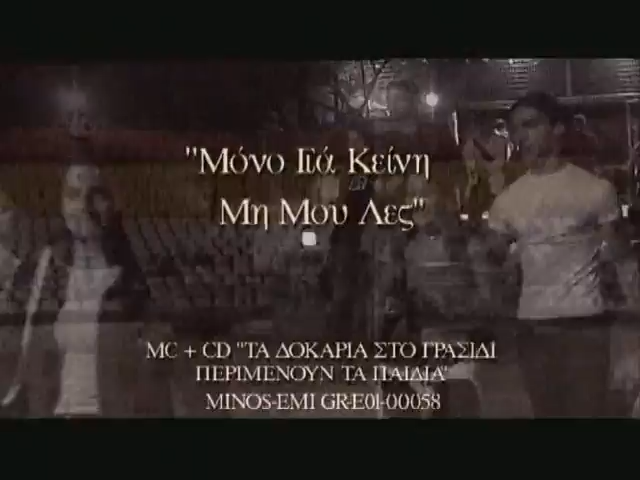 "Μόνο Γιά Κείνη
Μη Μου Λες"
MC + CD "ΤΑ ΔΟΚΑΡΙΑ ΣΤΟ ΓΡΑΣΙΔΙ
ΠΕΡΙΜΕΝΟΥΝ ΤΑ ΠΑΙΔΙΑ"
MINOS-EMI GR-E01-00058